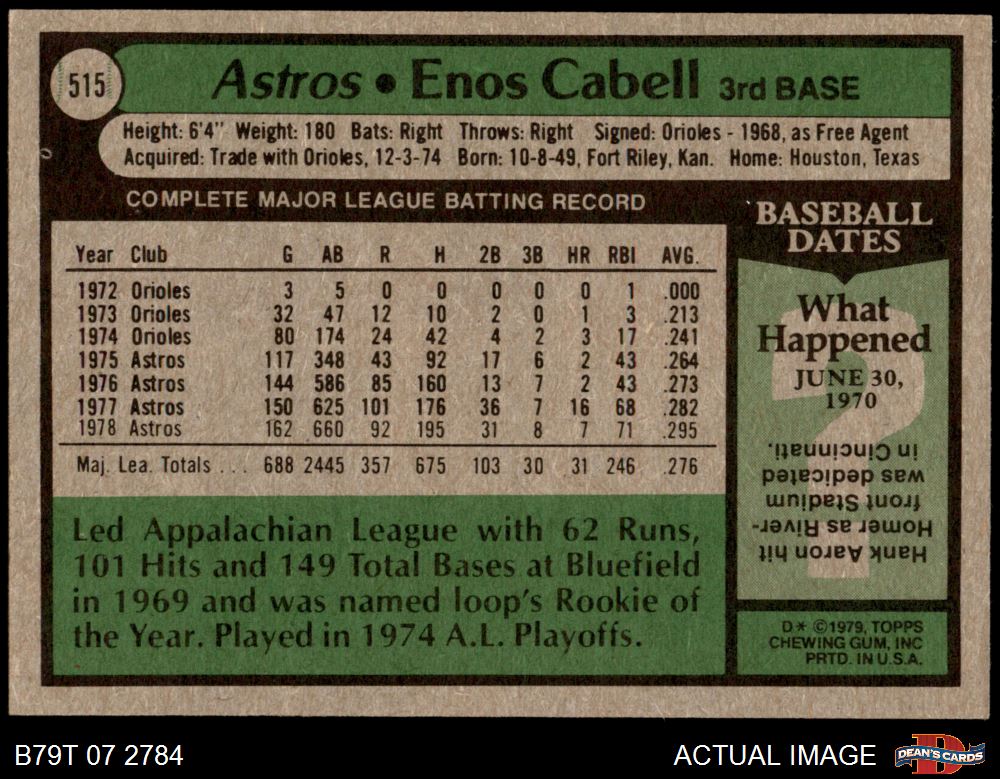 515
Astros • Enos Cabell 3rd BASE
Height: 6'4" Weight: 180 Bats: Right Throws: Right Signed: Orioles - 1968, as Free Agent
Acquired: Trade with Orioles, 12-3-74 Born: 10-8-49, Fort Riley, Kan. Home: Houston, Texas
COMPLETE MAJOR LEAGUE BATTING RECORD
Year Club G AB R H 2B 3B HR RBI AVG.
1972 Orioles 3 5 0 0 0 0 0 1 .000
1973 Orioles 32 47 12 10 2 0 1 3 .213
1974 Orioles 80 174 24 42 4 2 3 17 .241
1975 Astros 117 348 43 92 17 6 2 43 .264
1976 Astros 144 586 85 160 13 7 2 43 .273
1977 Astros 150 625 101 176 36 7 16 68 .282
1978 Astros 162 660 92 195 31 8 7 71 .295
Maj. Lea. Totals ... 688 2445 357 675 103 30 31 246 .276
Led Appalachian League with 62 Runs,
101 Hits and 149 Total Bases at Bluefield
in 1969 and was named loop's Rookie of
the Year. Played in 1974 A.L. Playoffs.
BASEBALL
DATES
What
Happened
JUNE 30,
1970
Hank Aaron hit
Homer as River-
front Stadium
was dedicated
in Cincinnati.
D* ©1979, TOPPS
CHEWING GUM, INC
PRTD. IN U.S.A.
B79T 07 2784
ACTUAL IMAGE
DEAN'S CARDS